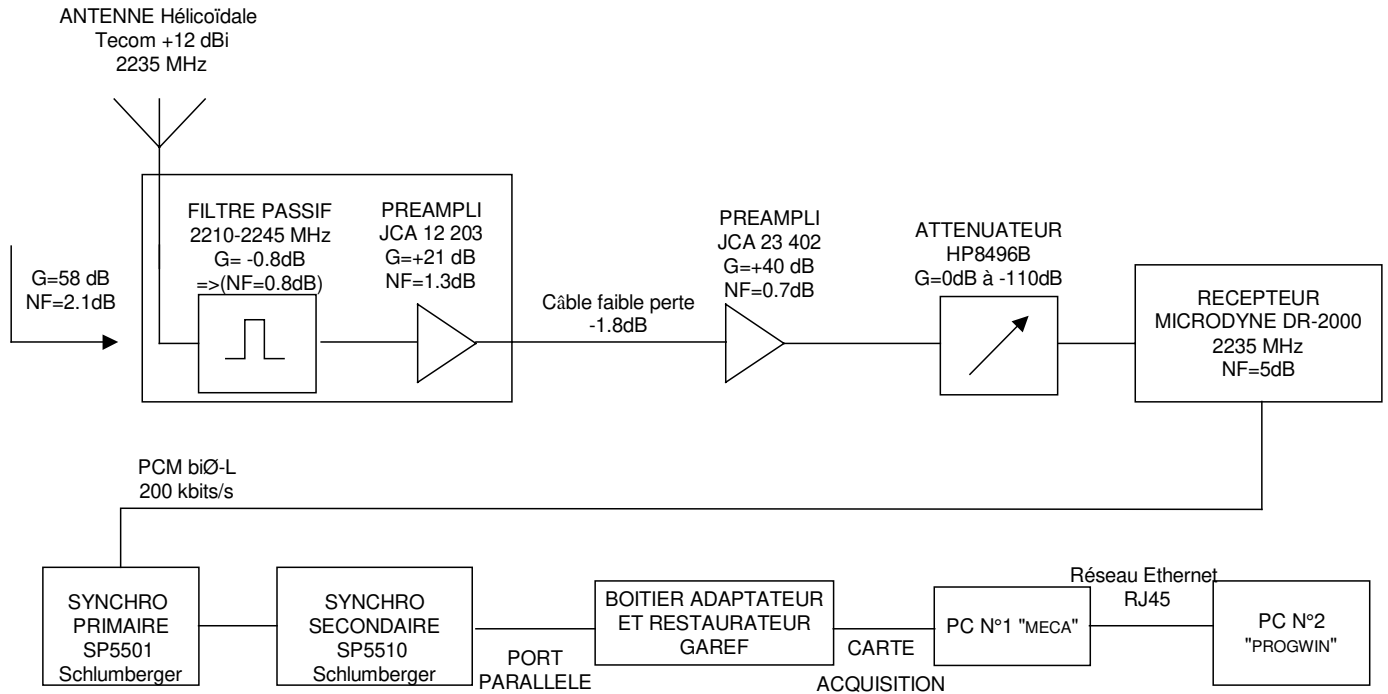 ANTENNE Hélicoïdale
Tecom +12 dBi
2235 MHz
G=58 dB
NF=2.1dB
FILTRE PASSIF
2210-2245 MHz
G= -0.8dB
=>(NF=0.8dB)
PREAMPLI
JCA 12 203
G=+21 dB
NF=1.3dB
Câble faible perte
-1.8dB
PREAMPLI
JCA 23 402
G=+40 dB
NF=0.7dB
ATTENUATEUR
HP8496B
G=0dB à -110dB
RECEPTEUR
MICRODYNE DR-2000
2235 MHz
NF=5dB
PCM biØ-L
200 kbits/s
SYNCHRO
PRIMAIRE
SP5501
Schlumberger
SYNCHRO
SECONDAIRE
SP5510
Schlumberger
PORT
PARALLELE
BOITIER ADAPTATEUR
ET RESTAURATEUR
GAREF
CARTE
ACQUISITION
PC N°1 "MECA"
Réseau Ethernet
RJ45
PC N°2
"PROGWIN"